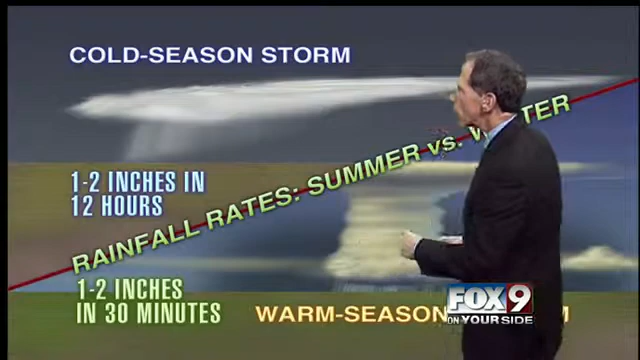 COLD-SEASON STORM
1-2 INCHES IN
12 HOURS
RAINFALL RATES: SUMMER vs.
1-2 INCHES
IN 30 MINUTES
WARM-SEASON
FOX 9
ON YOUR SIDE